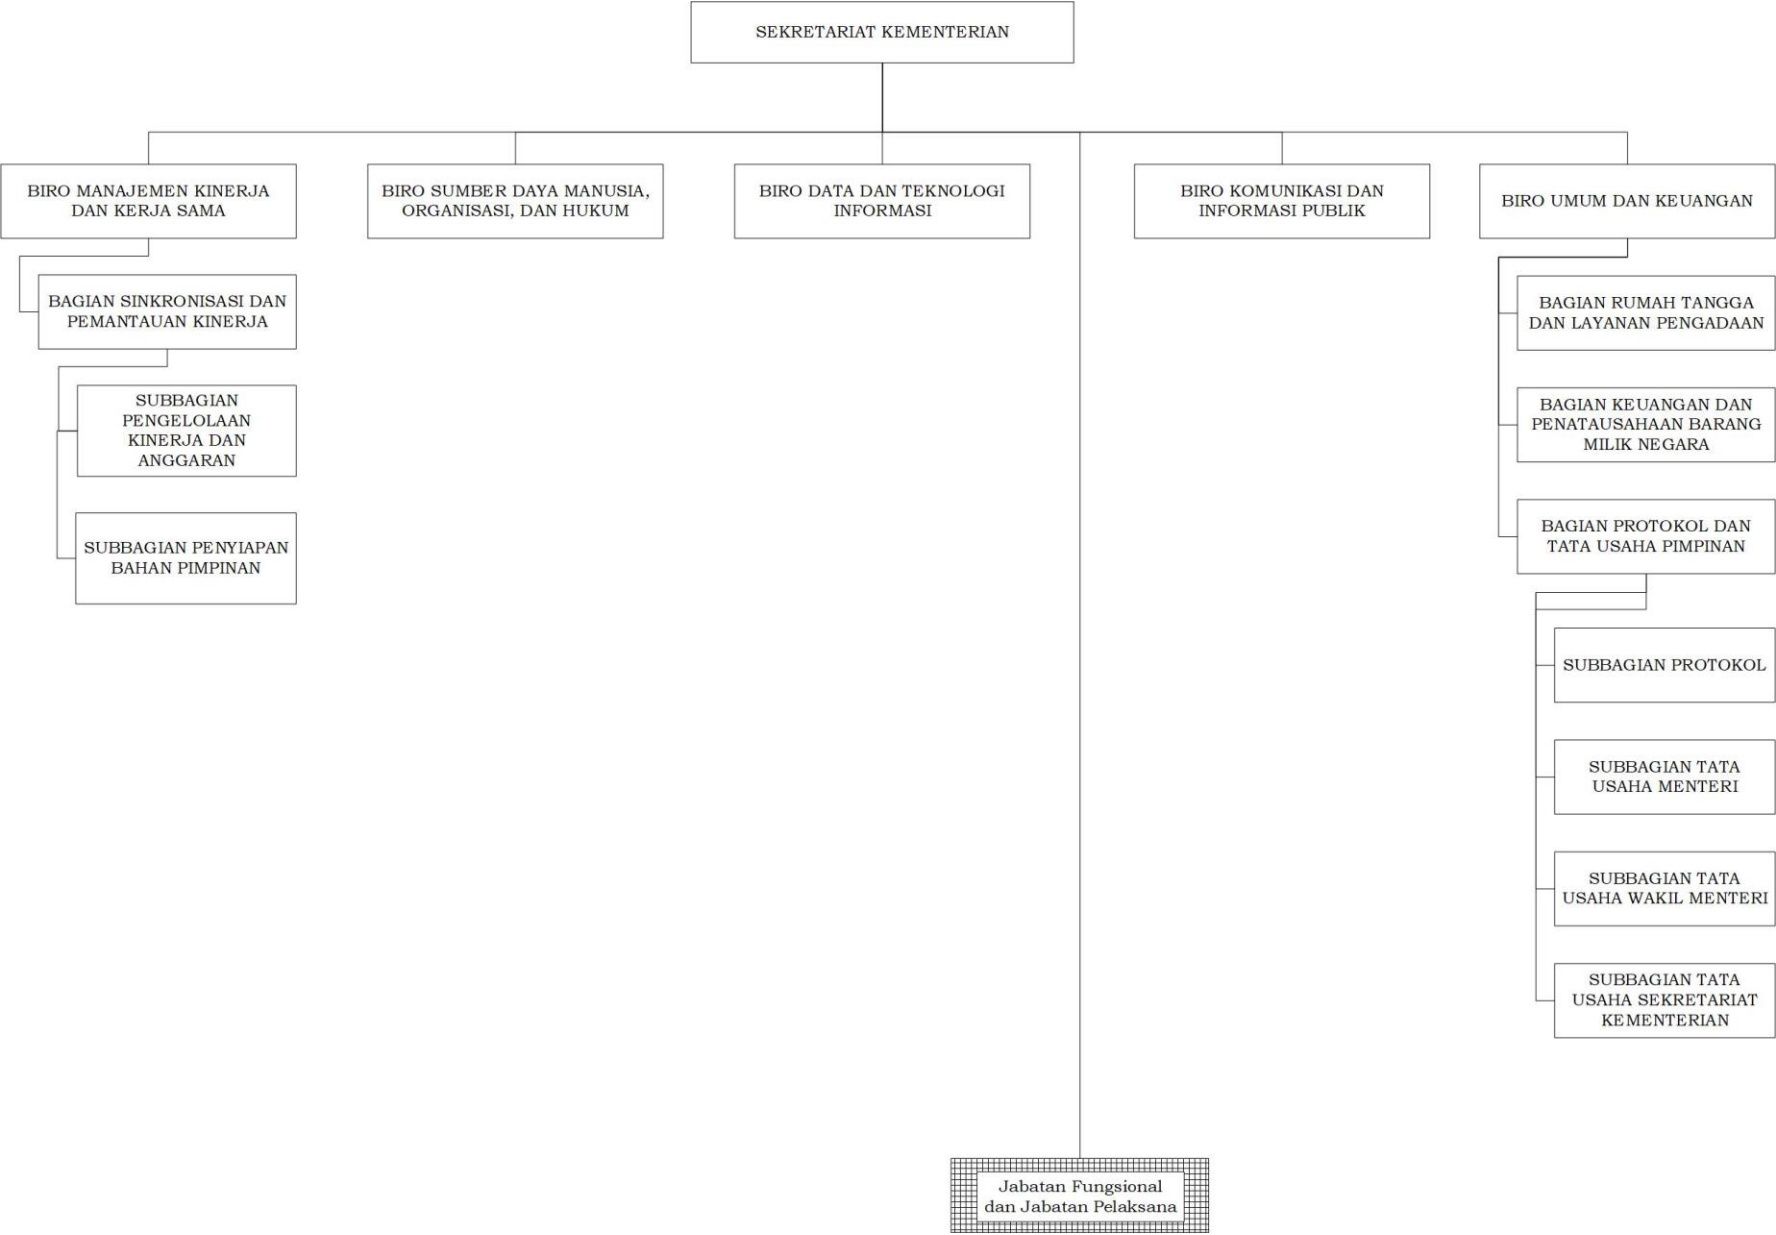 SEKRETARIAT KEMENTERIAN
BIRO MANAJEMEN KINERJA
DAN KERJA SAMA
BIRO SUMBER DAYA MANUSIA,
ORGANISASI, DAN HUKUM
BIRO DATA DAN TEKNOLOGI
INFORMASI
BIRO KOMUNIKASI DAN
INFORMASI PUBLIK
BIRO UMUM DAN KEUANGAN
BAGIAN SINKRONISASI DAN
PEMANTAUAN KINERJA
SUBBAGIAN
PENGELOLAAN
KINERJA DAN
ANGGARAN
SUBBAGIAN PENYIAPAN
BAHAN PIMPINAN
BAGIAN RUMAH TANGGA
DAN LAYANAN PENGADAAN
BAGIAN KEUANGAN DAN
PENATAUSAHAAN BARANG
MILIK NEGARA
BAGIAN PROTOKOL DAN
TATA USAHA PIMPINAN
SUBBAGIAN PROTOKOL
SUBBAGIAN TATA
USAHA MENTERI
SUBBAGIAN TATA
USAHA WAKIL MENTERI
SUBBAGIAN TATA
USAHA SEKRETARIAT
KEMENTERIAN
Jabatan Fungsional
dan Jabatan Pelaksana